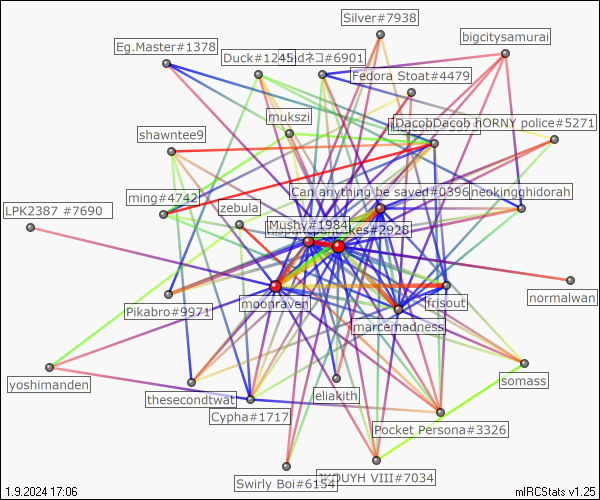 Silver#7938
bigcitysamurai
Eg.Master#1378
Duck#1245
idネコ#6901
Fedora Stoat#4479
mukszi
DacobDacob
hORNY police#5271
shawntee9
Can anything be saved#0396
neokingghidorah
ming#4742
zebula
LPK2387 #7690
Mushy#1984
akes#2928
moonraven
frisout
normalwan
Pikabro#9971
marcemadness
yoshimanden
thesecondtwat
eliakith
somass
Cypha#1717
Pocket Persona#3326
Swirly Boi#6154
KOUYH VIII#7034
1.9.2024 17:06
mIRCStats v1.25